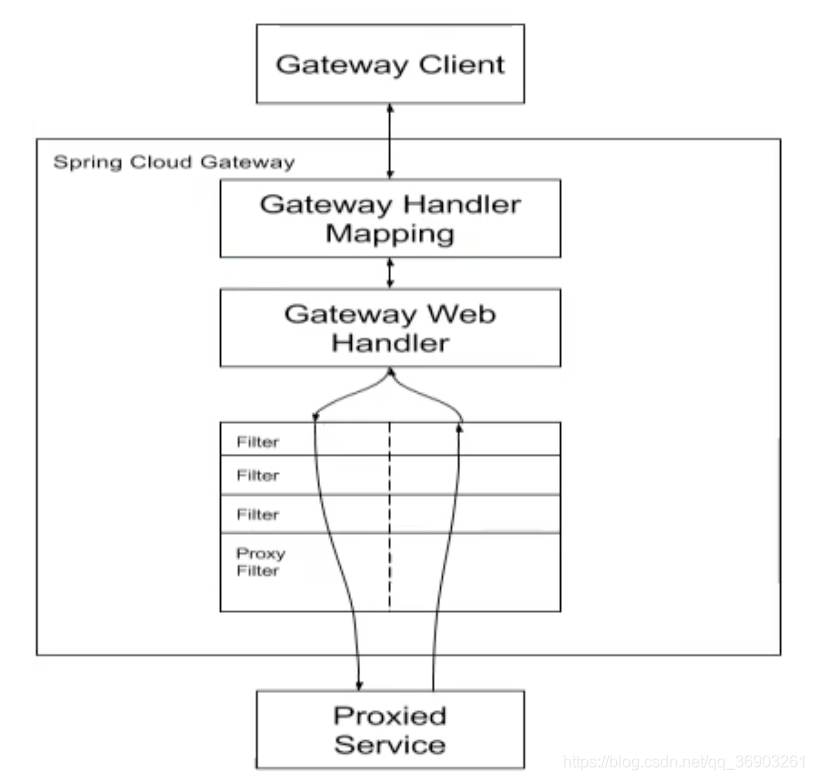 Gateway Client
Spring Cloud Gateway
Gateway Handler
Mapping
Gateway Web
Handler
Filter
Filter
Filter
Proxy
Filter
Proxied
Service
https://blog.csdn.net/qq_36903261